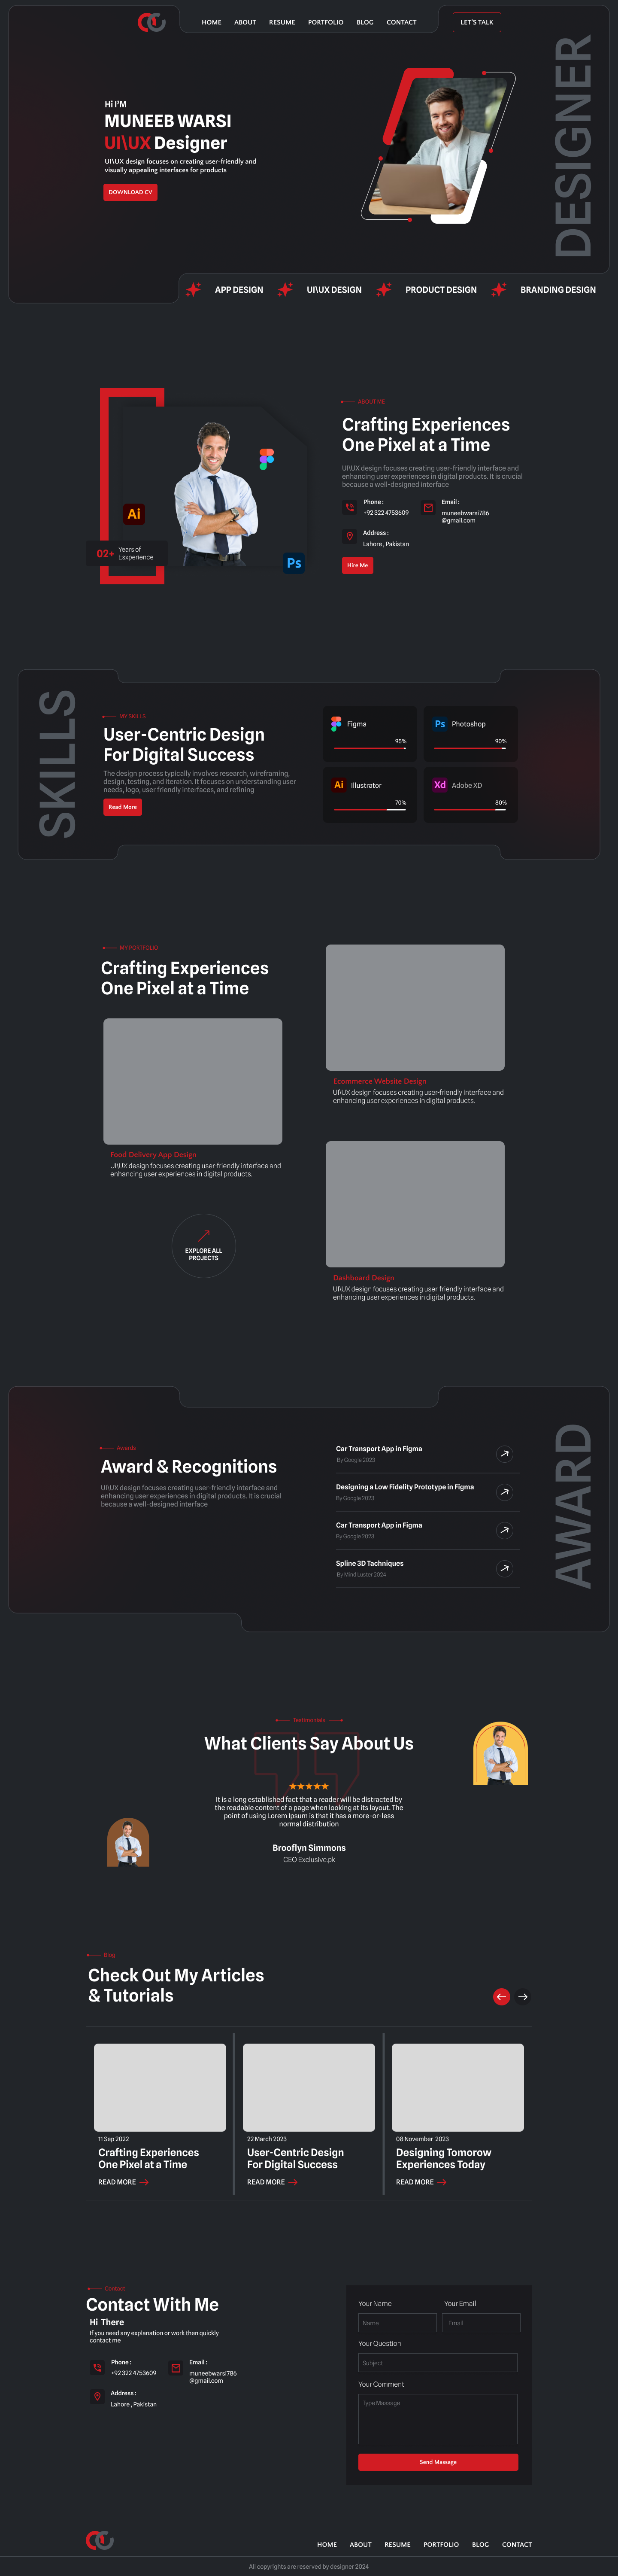 HOME ABOUT RESUME PORTFOLIO BLOG CONTACT LET'S TALK
DESIGNER
Hi I'M
MUNEEB WARSI
UI\UX Designer
UI\UX design focuses on creating user-friendly and
visually appealing interfaces for products
DOWNLOAD CV
APP DESIGN UI\UX DESIGN PRODUCT DESIGN BRANDING DESIGN
Ai
Ps
02+ Years of
Esxperience
ABOUT ME
Crafting Experiences
One Pixel at a Time
UI\UX design focuses creating user-friendly interface and
enhancing user experiences in digital products. It is crucial
because a well-designed interface
Phone :
+92 322 4753609
Email :
muneebwarsi786
@gmail.com
Address :
Lahore , Pakistan
Hire Me
SKILLS
MY SKILLS
User-Centric Design
For Digital Success
The design process typically involves research, wireframing,
design, testing, and iteration. It focuses on understanding user
needs, logo, user friendly interfaces, and refining
Read More
Figma
95%
Ps Photoshop
90%
Ai Illustrator
70%
Xd Adobe XD
80%
MY PORTFOLIO
Crafting Experiences
One Pixel at a Time
Food Delivery App Design
UI\UX design focuses creating user-friendly interface and
enhancing user experiences in digital products.
EXPLORE ALL
PROJECTS
Ecommerce Website Design
UI\UX design focuses creating user-friendly interface and
enhancing user experiences in digital products.
Dashboard Design
UI\UX design focuses creating user-friendly interface and
enhancing user experiences in digital products.
Awards
Award & Recognitions
UI\UX design focuses creating user-friendly interface and
enhancing user experiences in digital products. It is crucial
because a well-designed interface
Car Transport App in Figma
By Google 2023
Designing a Low Fidelity Prototype in Figma
By Google 2023
Car Transport App in Figma
By Google 2023
Spline 3D Tachniques
By Mind Luster 2024
AWARD
Testimonials
What Clients Say About Us
It is a long established fact that a reader will be distracted by
the readable content of a page when looking at its layout. The
point of using Lorem Ipsum is that it has a more-or-less
normal distribution
Brooflyn Simmons
CEO Exclusive.pk
Blog
Check Out My Articles
& Tutorials
11 Sep 2022
Crafting Experiences
One Pixel at a Time
READ MORE
22 March 2023
User-Centric Design
For Digital Success
READ MORE
08 November 2023
Designing Tomorow
Experiences Today
READ MORE
Contact
Contact With Me
Hi There
If you need any explanation or work then quickly
contact me
Phone :
+92 322 4753609
Email :
muneebwarsi786
@gmail.com
Address :
Lahore , Pakistan
Your Name Your Email
Name Email
Your Question
Subject
Your Comment
Type Massage
Send Massage
HOME ABOUT RESUME PORTFOLIO BLOG CONTACT
All copyrights are reserved by designer 2024